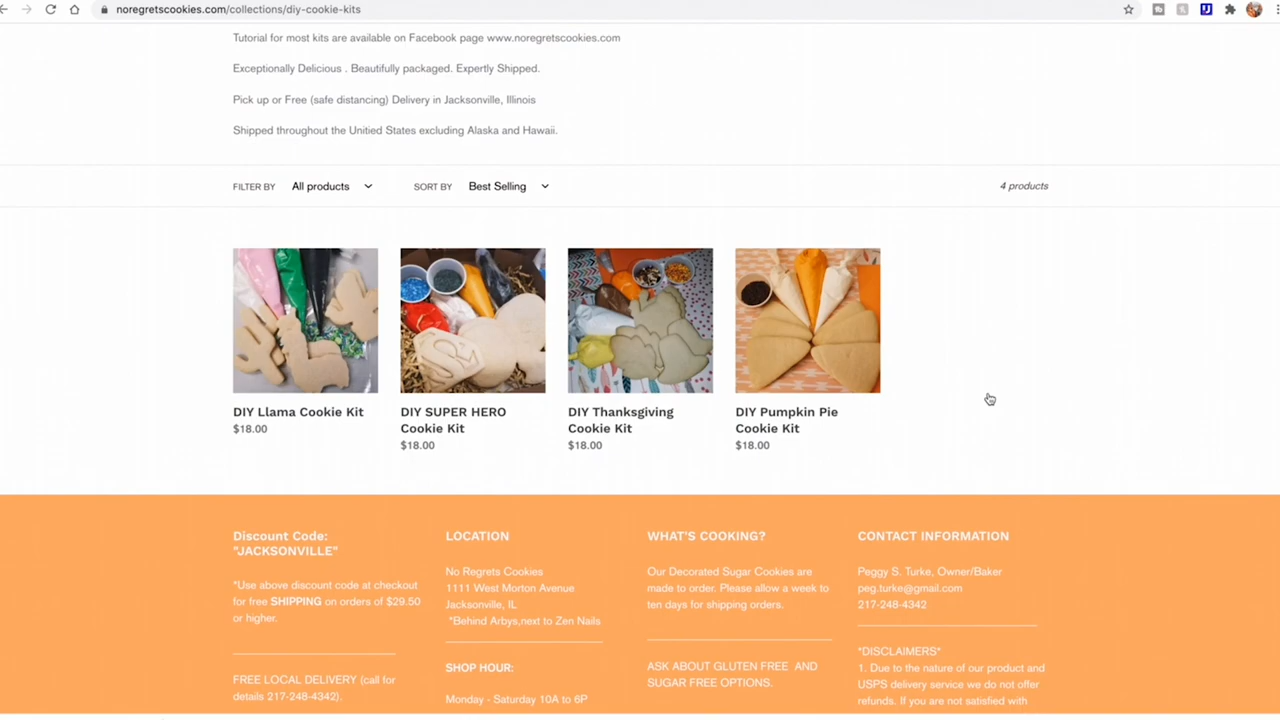 noregretscookies.com/collections/diy-cookie-kits
Tutorial for most kits are available on Facebook page www.noregretscookies.com
Exceptionally Delicious . Beautifully packaged. Expertly Shipped.
Pick up or Free (safe distancing) Delivery in Jacksonville, Illinois
Shipped throughout the Unitied States excluding Alaska and Hawaii.
FILTER BY All products SORT BY Best Selling 4 products
DIY Llama Cookie Kit
$18.00
DIY SUPER HERO
Cookie Kit
$18.00
DIY Thanksgiving
Cookie Kit
$18.00
DIY Pumpkin Pie
Cookie Kit
$18.00
Discount Code:
"JACKSONVILLE"
*Use above discount code at checkout
for free SHIPPING on orders of $29.50
or higher.
FREE LOCAL DELIVERY (call for
details 217-248-4342).
LOCATION
No Regrets Cookies
1111 West Morton Avenue
Jacksonville, IL
*Behind Arbys,next to Zen Nails
SHOP HOUR:
Monday - Saturday 10A to 6P
WHAT'S COOKING?
Our Decorated Sugar Cookies are
made to order. Please allow a week to
ten days for shipping orders.
ASK ABOUT GLUTEN FREE AND
SUGAR FREE OPTIONS.
CONTACT INFORMATION
Peggy S. Turke, Owner/Baker
peg.turke@gmail.com
217-248-4342
*DISCLAIMERS*
1. Due to the nature of our product and
USPS delivery service we do not offer
refunds. If you are not satisfied with